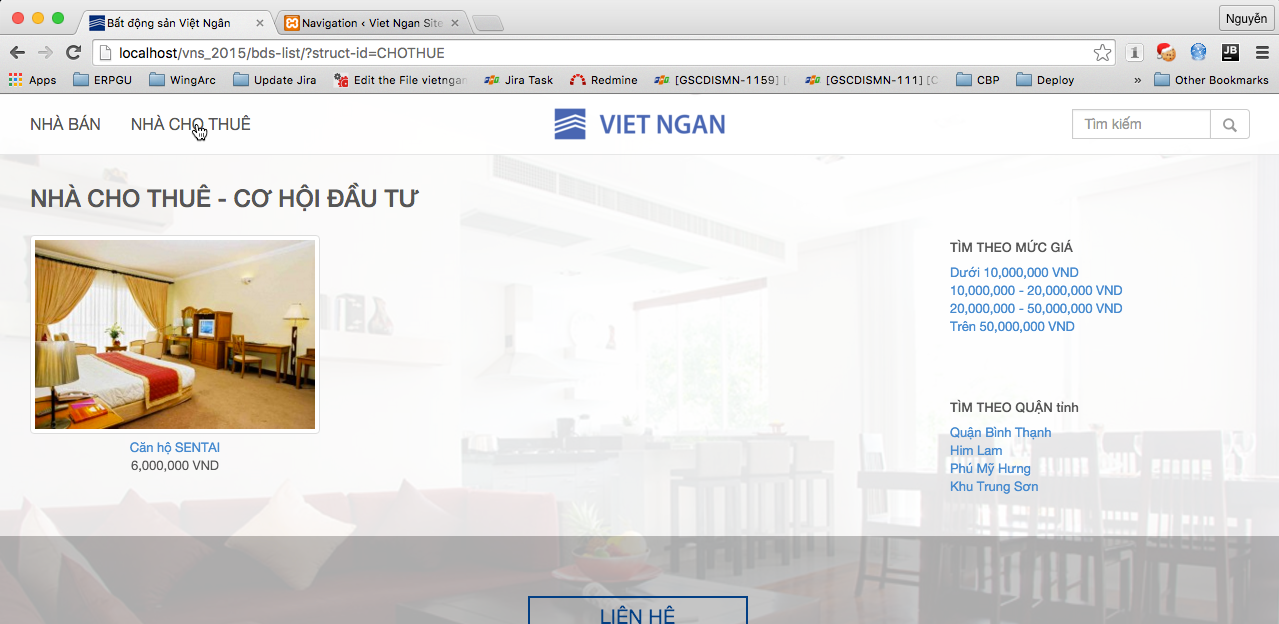 Bất động sản Việt Ngân
Navigation ‹ Viet Ngan Site
Nguyễn
localhost/vns_2015/bds-list/?struct-id=CHOTHUE
1
JB
Apps
ERPGU
WingArc
Update Jira
Edit the File vietngan
Jira Task
Redmine
[GSCDISMN-1159] [
[GSCDISMN-111] [C
CBP
Deploy
»
Other Bookmarks
NHÀ BÁN
NHÀ CHO THUÊ
VIET NGAN
Tìm kiếm
NHÀ CHO THUÊ - CƠ HỘI ĐẦU TƯ
Căn hộ SENTAI
6,000,000 VND
TÌM THEO MỨC GIÁ
Dưới 10,000,000 VND
10,000,000 - 20,000,000 VND
20,000,000 - 50,000,000 VND
Trên 50,000,000 VND
TÌM THEO QUẬN tỉnh
Quận Bình Thạnh
Him Lam
Phú Mỹ Hưng
Khu Trung Sơn
LIÊN HỆ